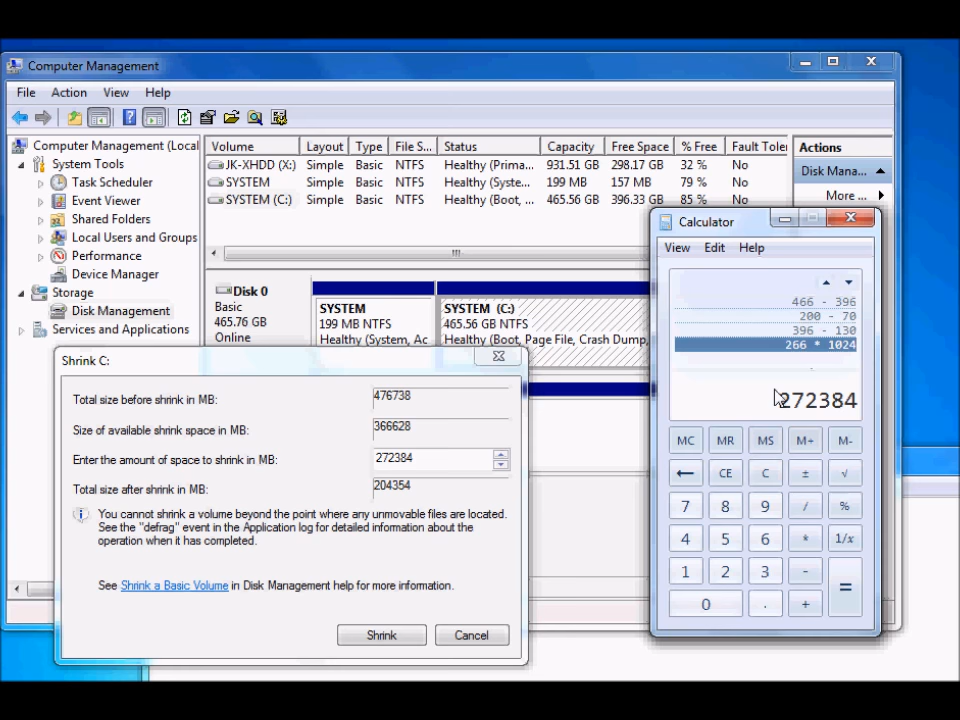 Computer Management
File Action View Help
Computer Management (Local
System Tools
Task Scheduler
Event Viewer
Shared Folders
Local Users and Groups
Performance
Device Manager
Storage
Disk Management
Services and Applications
Volume Layout Type File S... Status Capacity Free Space % Free Fault Toler
JK-XHDD (X:) Simple Basic NTFS Healthy (Prima... 931.51 GB 298.17 GB 32 % No
SYSTEM Simple Basic NTFS Healthy (Syste... 199 MB 157 MB 79 % No
SYSTEM (C:) Simple Basic NTFS Healthy (Boot, ... 465.56 GB 396.33 GB 85 % No
Actions
Disk Mana...
More ...
Disk 0
Basic
465.76 GB
Online
SYSTEM
199 MB NTFS
Healthy (System, Ac
SYSTEM (C:)
465.56 GB NTFS
Healthy (Boot, Page File, Crash Dump,
Shrink C:
Total size before shrink in MB: 476738
Size of available shrink space in MB: 366628
Enter the amount of space to shrink in MB: 272384
Total size after shrink in MB: 204354
You cannot shrink a volume beyond the point where any unmovable files are located.
See the "defrag" event in the Application log for detailed information about the
operation when it has completed.
See Shrink a Basic Volume in Disk Management help for more information.
Shrink Cancel
Calculator
View Edit Help
466 - 396
200 - 70
396 - 130
266 * 1024
272384
MC MR MS M+ M-
← CE C ± √
7 8 9 / %
4 5 6 * 1/x
1 2 3 - =
0 . +